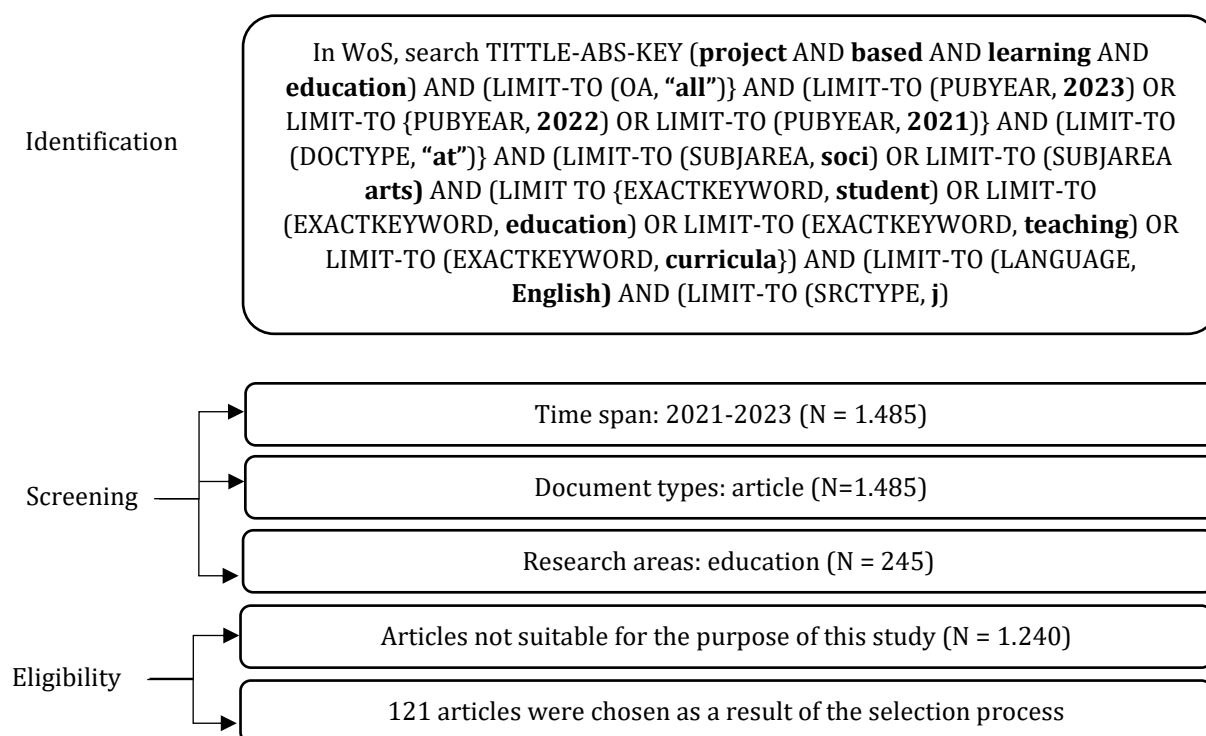 In WoS, search TITTLE-ABS-KEY (project AND based AND learning AND
education) AND (LIMIT-TO (OA, “all”)} AND (LIMIT-TO (PUBYEAR, 2023) OR
LIMIT-TO {PUBYEAR, 2022) OR LIMIT-TO (PUBYEAR, 2021)} AND (LIMIT-TO
(DOCTYPE, “at”)} AND (LIMIT-TO (SUBJAREA, soci) OR LIMIT-TO (SUBJAREA
arts) AND (LIMIT TO {EXACTKEYWORD, student) OR LIMIT-TO
(EXACTKEYWORD, education) OR LIMIT-TO (EXACTKEYWORD, teaching) OR
LIMIT-TO (EXACTKEYWORD, curricula}) AND (LIMIT-TO (LANGUAGE,
English) AND (LIMIT-TO (SRCTYPE, j)
Identification
Time span: 2021-2023 (N = 1.485)
Screening
Document types: article (N=1.485)
Research areas: education (N = 245)
Eligibility
Articles not suitable for the purpose of this study (N = 1.240)
121 articles were chosen as a result of the selection process